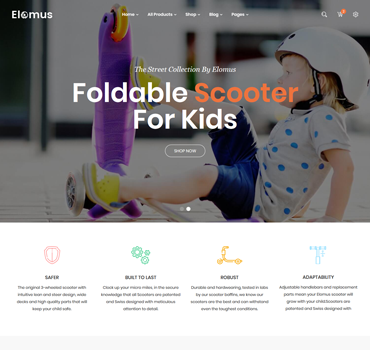 Elomus
Home All Products Shop Blog Pages
The Street Collection By Elomus
Foldable Scooter
For Kids
SHOP NOW
SAFER
The original 3-wheeled scooter with
intuitive lean and steer design, wide
decks and high quality parts that will
keep your child safe.
BUILT TO LAST
Clock up your micro miles, in the secure
knowledge that all Scooters are patented
and Swiss designed with meticulous
attention to detail
ROBUST
Durable and hardwearing, tested in labs
by our scooter boffins, we know our
scooters are the best and can withstand
even the toughest conditions
ADAPTABILITY
Adjustable handlebars and replacement
parts mean your Elomus scooter will
grow with your child.Scooters are
patented and Swiss designed with